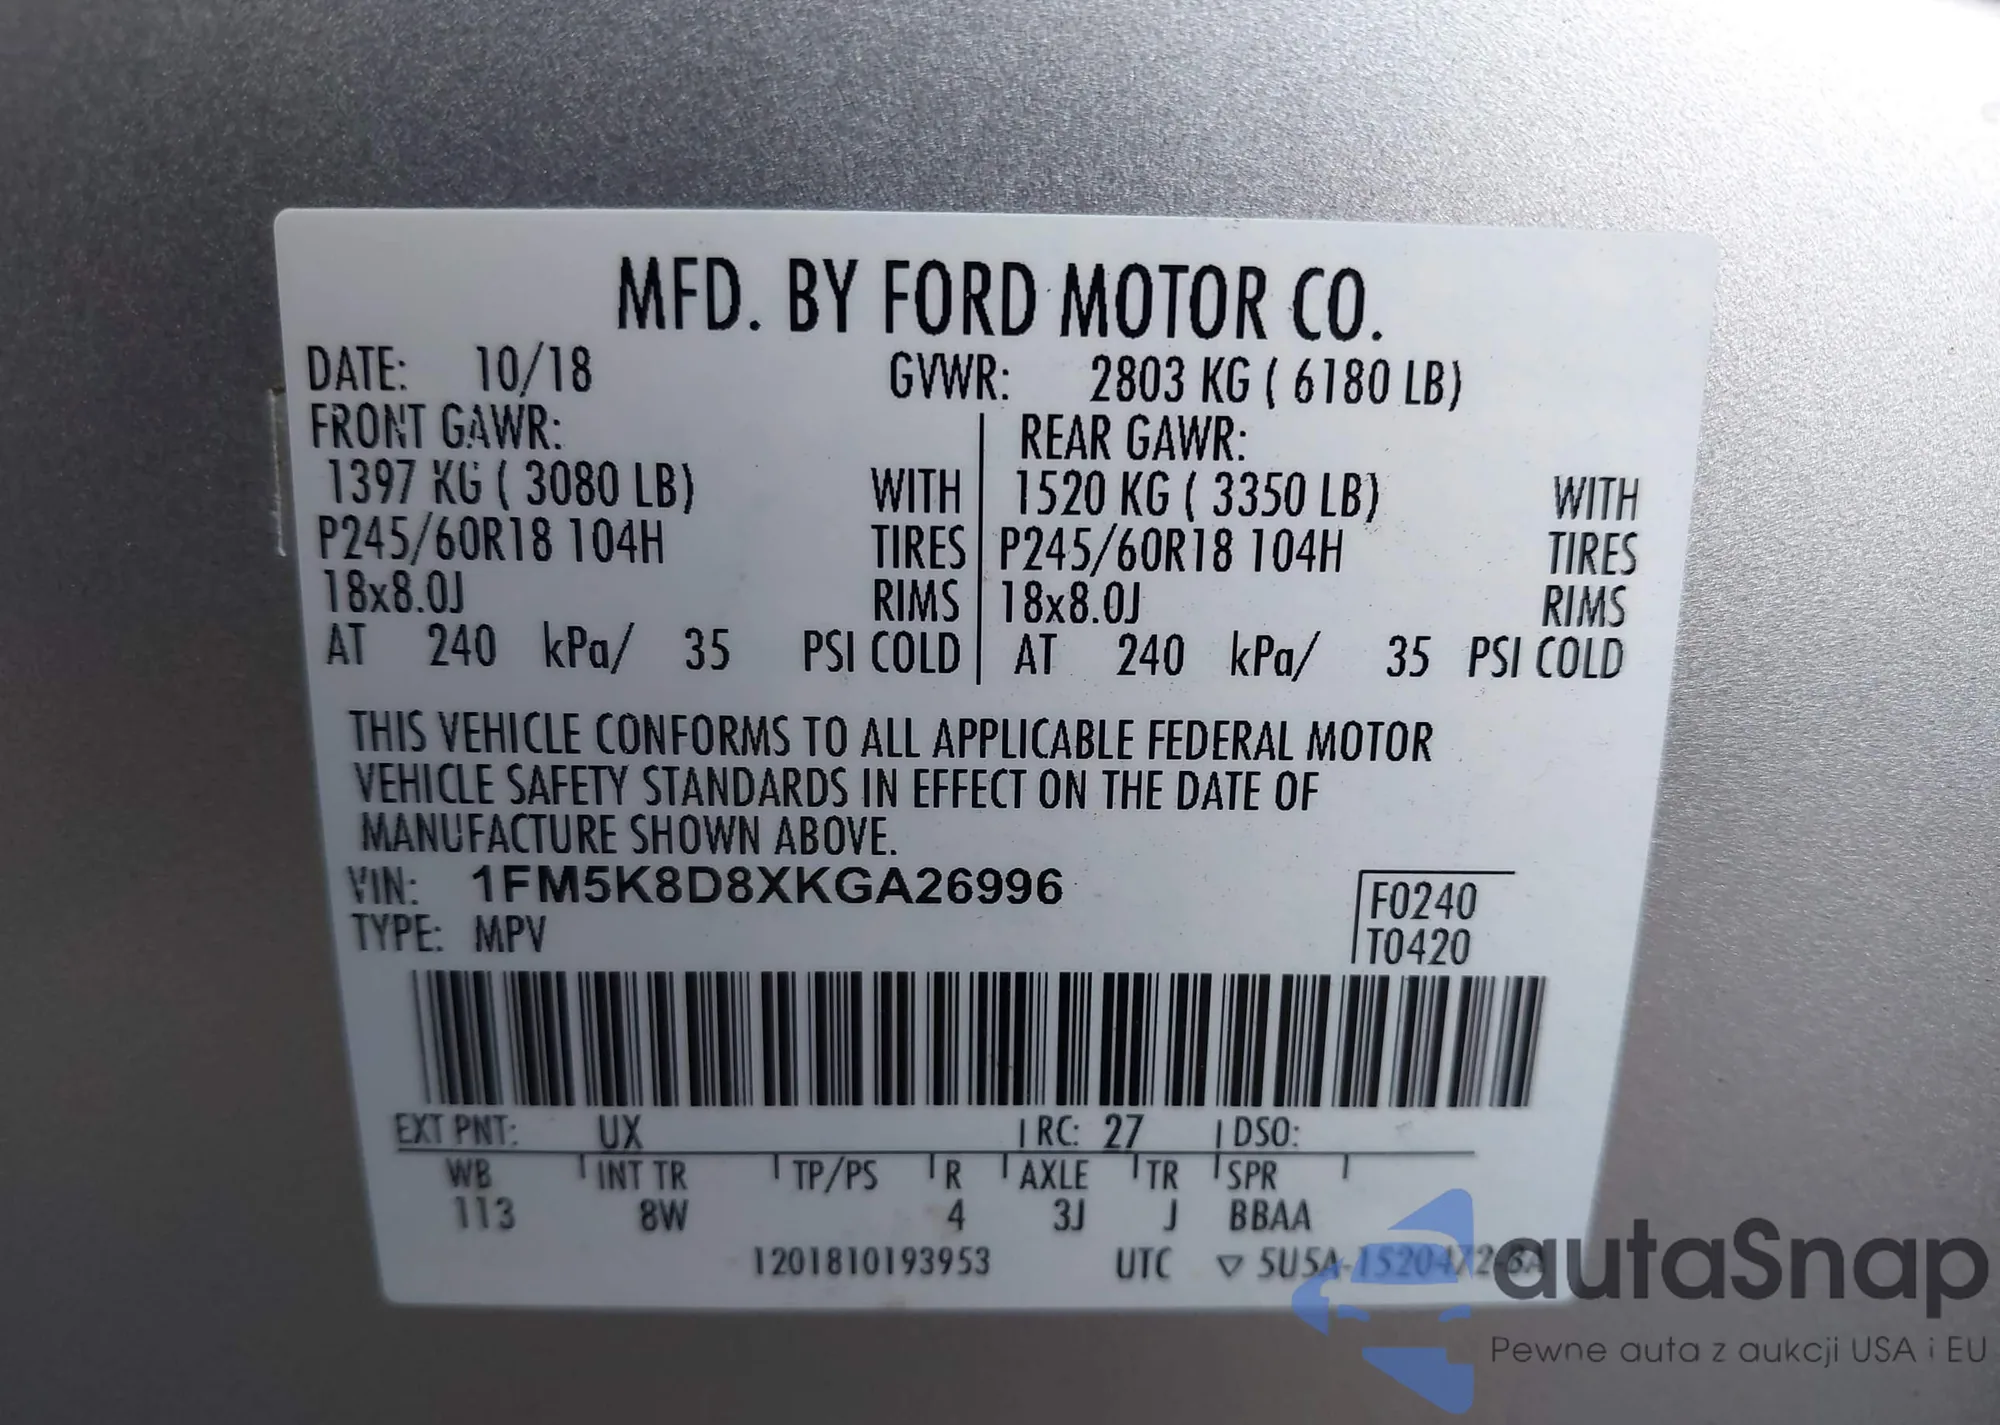 MFD. BY FORD MOTOR CO.
DATE: 10/18 GVWR: 2803 KG ( 6180 LB)
FRONT GAWR: REAR GAWR:
1397 KG ( 3080 LB) WITH 1520 KG ( 3350 LB) WITH
P245/60R18 104H TIRES P245/60R18 104H TIRES
18x8.0J RIMS 18x8.0J RIMS
AT 240 kPa/ 35 PSI COLD AT 240 kPa/ 35 PSI COLD
THIS VEHICLE CONFORMS TO ALL APPLICABLE FEDERAL MOTOR
VEHICLE SAFETY STANDARDS IN EFFECT ON THE DATE OF
MANUFACTURE SHOWN ABOVE.
VIN: 1FM5K8D8XKGA26996
F0240
TYPE: MPV
T0420
EXT PNT: UX RC: 27 DSO:
WB INT TR TP/PS R AXLE TR SPR
113 8W 4 3J J BBAA
1201810193953 UTC ▽ 5U5A-1520472-BA
autaSnap
Pewne auta z aukcji USA i EU